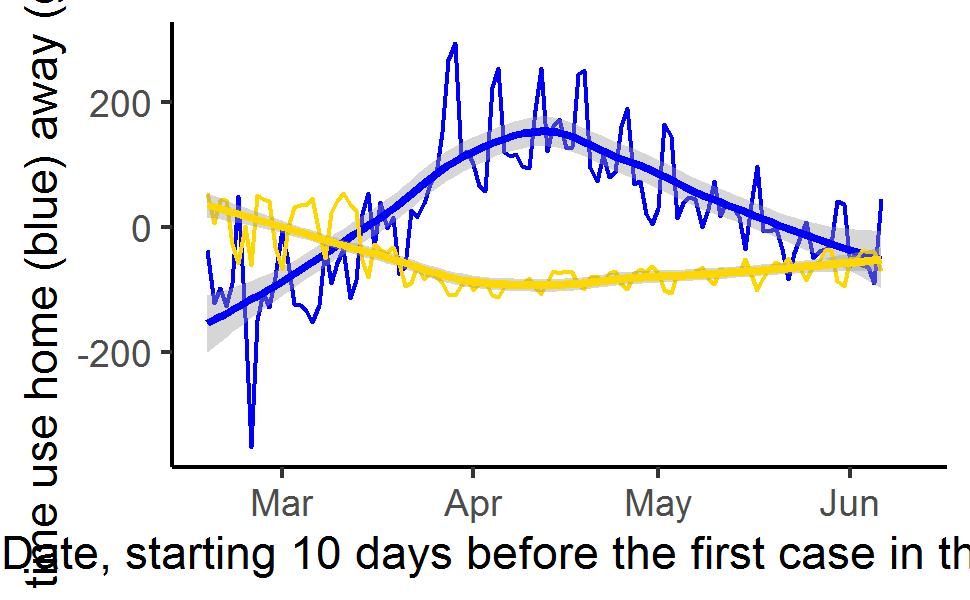 time use home (blue) away (
200
0
-200
Mar Apr May Jun
Date, starting 10 days before the first case in th